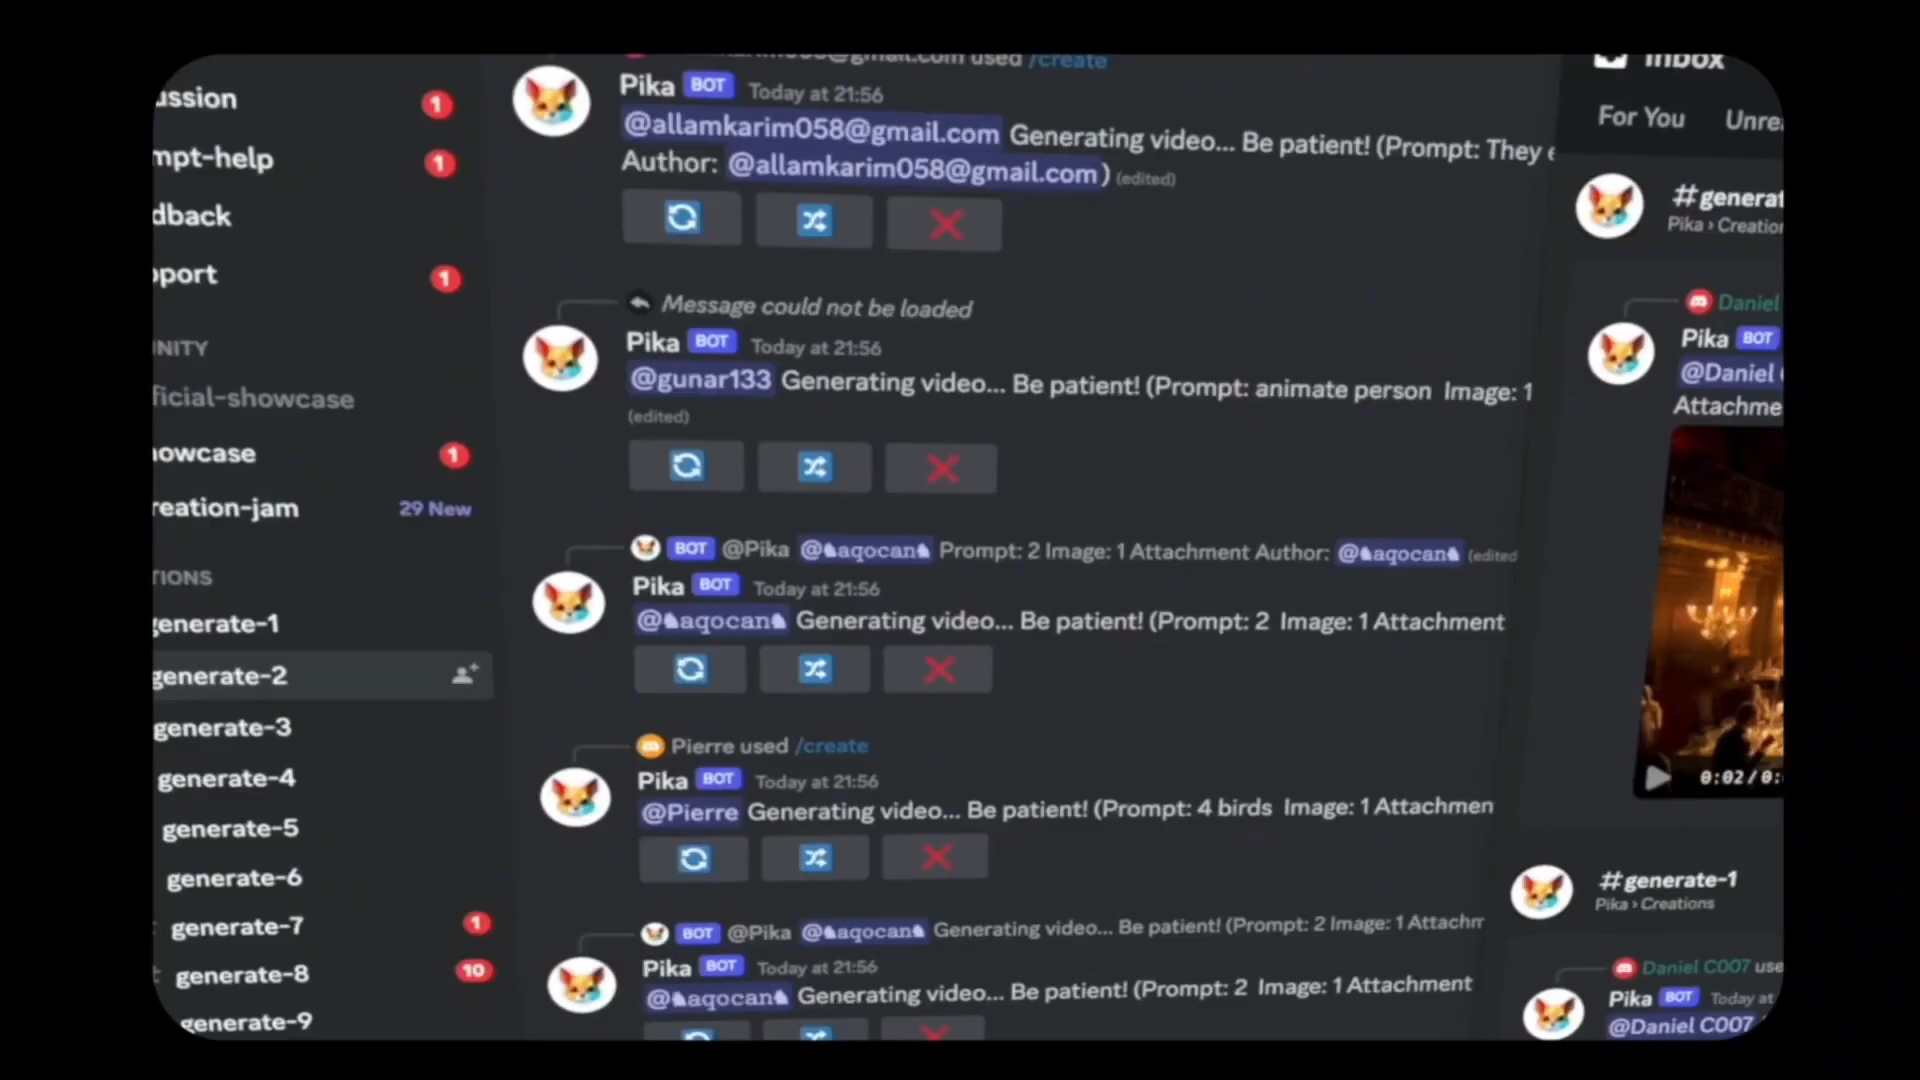 ussion 1
mpt-help 1
dback
pport 1
NITY
ficial-showcase
howcase 1
reation-jam 29 New
TIONS
generate-1
generate-2
generate-3
generate-4
generate-5
generate-6
generate-7 1
generate-8 10
generate-9
used /create
Pika BOT Today at 21:56
@allamkarim058@gmail.com Generating video... Be patient! (Prompt: They
Author: @allamkarim058@gmail.com) (edited)
Message could not be loaded
Pika BOT Today at 21:56
@gunar133 Generating video... Be patient! (Prompt: animate person Image: 1
(edited)
BOT @Pika @♞aqocan♞ Prompt: 2 Image: 1 Attachment Author: @♞aqocan♞ (edited
Pika BOT Today at 21:56
@♞aqocan♞ Generating video... Be patient! (Prompt: 2 Image: 1 Attachment
Pierre used /create
Pika BOT Today at 21:56
@Pierre Generating video... Be patient! (Prompt: 4 birds Image: 1 Attachmen
BOT @Pika @♞aqocan♞ Generating video... Be patient! (Prompt: 2 Image: 1 Attachm
Pika BOT Today at 21:56
@♞aqocan♞ Generating video... Be patient! (Prompt: 2 Image: 1 Attachment
Inbox
For You Unrea
#generat
Pika › Creation
Daniel
Pika BOT
@Daniel
Attachme
0:02/0:
#generate-1
Pika › Creations
Daniel C007 use
Pika BOT Today at
@Daniel C007